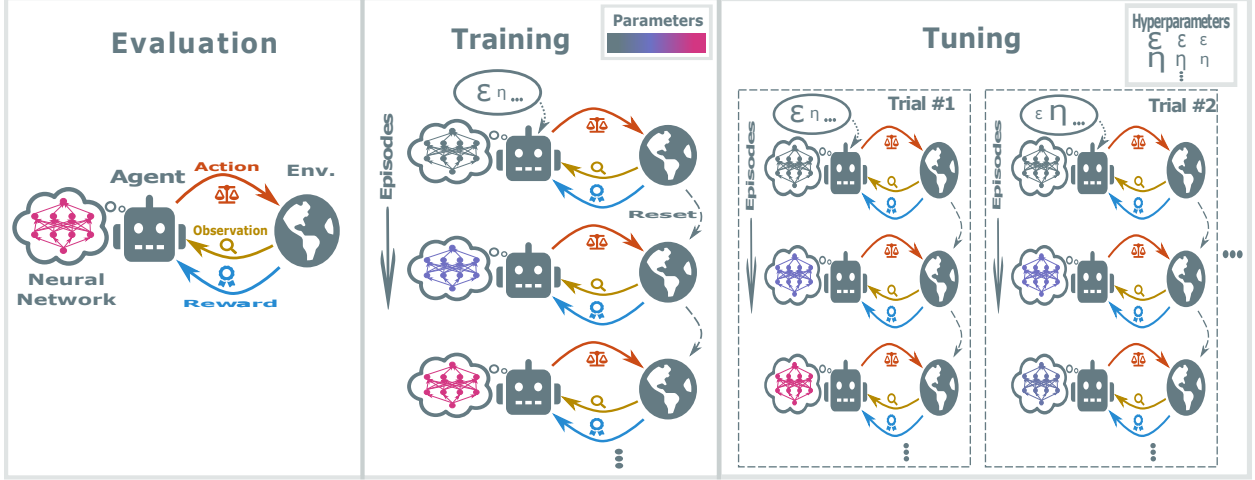 Evaluation
Agent
Action
Env.
Observation
Reward
Neural
Network
Training
Parameters
ε η ...
Episodes
Reset
Tuning
Hyperparameters
ε ε ε
η η η
Trial #1
ε η ...
Episodes
Trial #2
ε η ...
Episodes